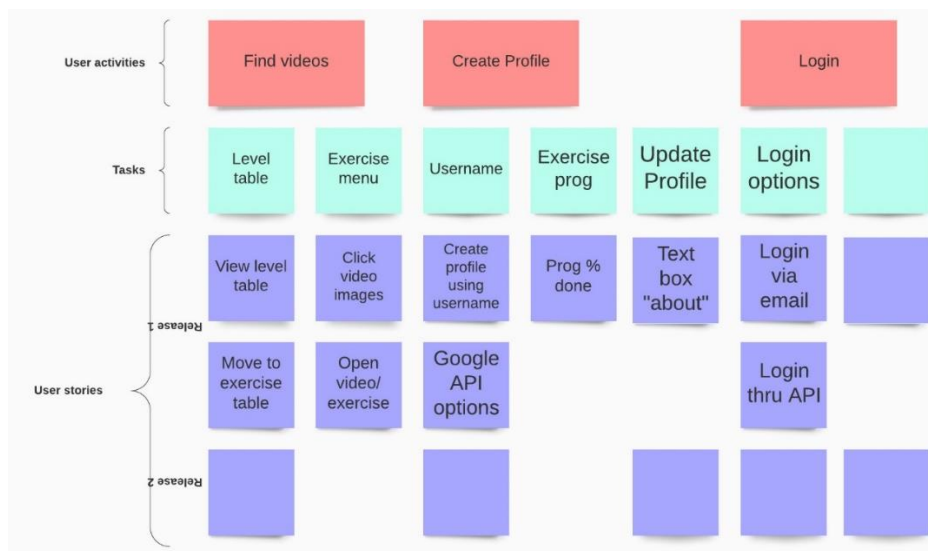 User activities
Find videos
Create Profile
Login
Tasks
Level
table
Exercise
menu
Username
Exercise
prog
Update
Profile
Login
options
User stories
Release 1
View level
table
Click
video
images
Create
profile
using
username
Prog %
done
Text
box
"about"
Login
via
email
Move to
exercise
table
Open
video/
exercise
Google
API
options
Login
thru API
Release 2